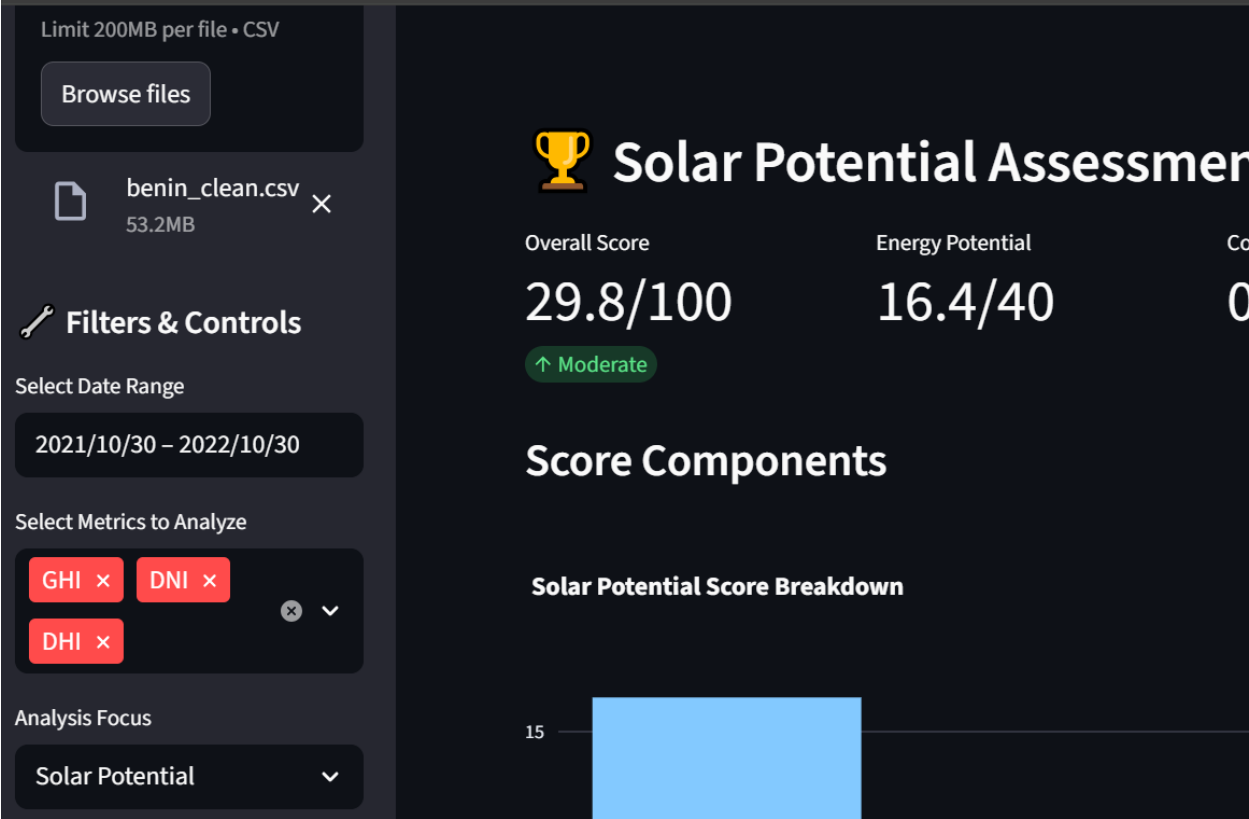 Limit 200MB per file • CSV
Browse files
benin_clean.csv
53.2MB
Filters & Controls
Select Date Range
2021/10/30 – 2022/10/30
Select Metrics to Analyze
GHI × DNI ×
DHI ×
Analysis Focus
Solar Potential
Solar Potential Assessmen
Overall Score
29.8/100
↑ Moderate
Energy Potential
16.4/40
Co
0
Score Components
Solar Potential Score Breakdown
15